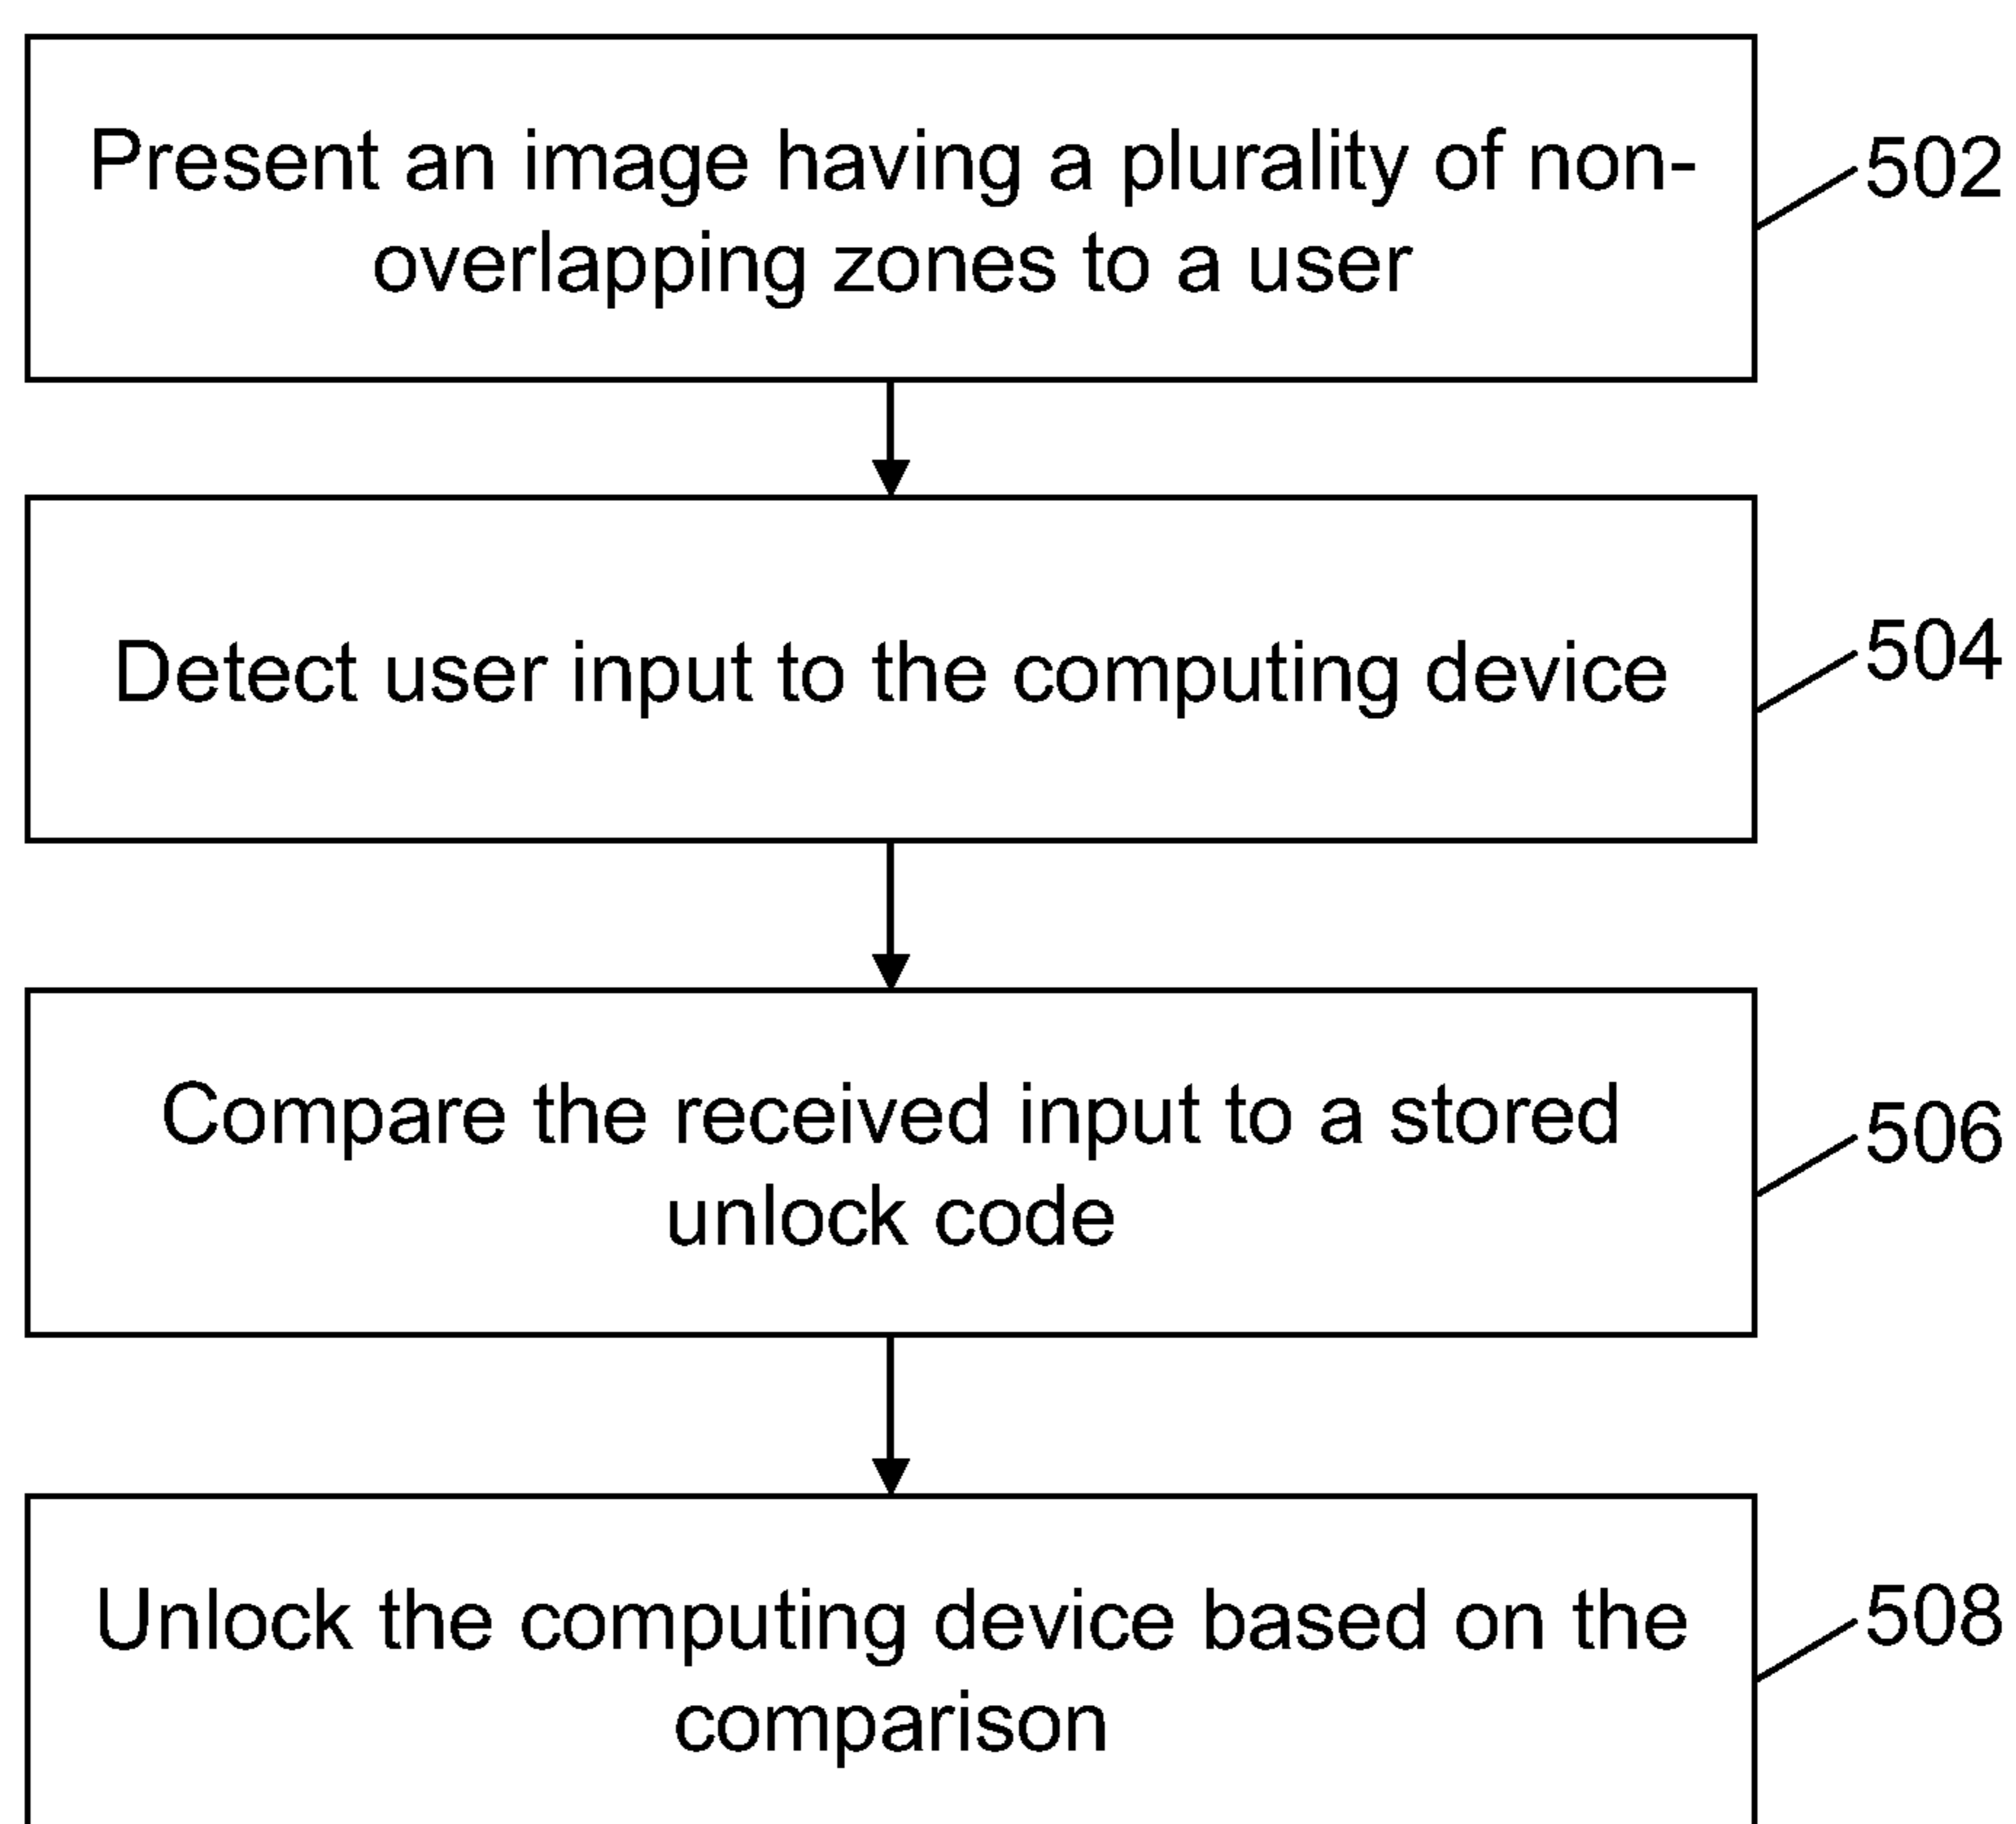 Present an image having a plurality of non-
overlapping zones to a user
502
Detect user input to the computing device
504
Compare the received input to a stored
unlock code
506
Unlock the computing device based on the
comparison
508